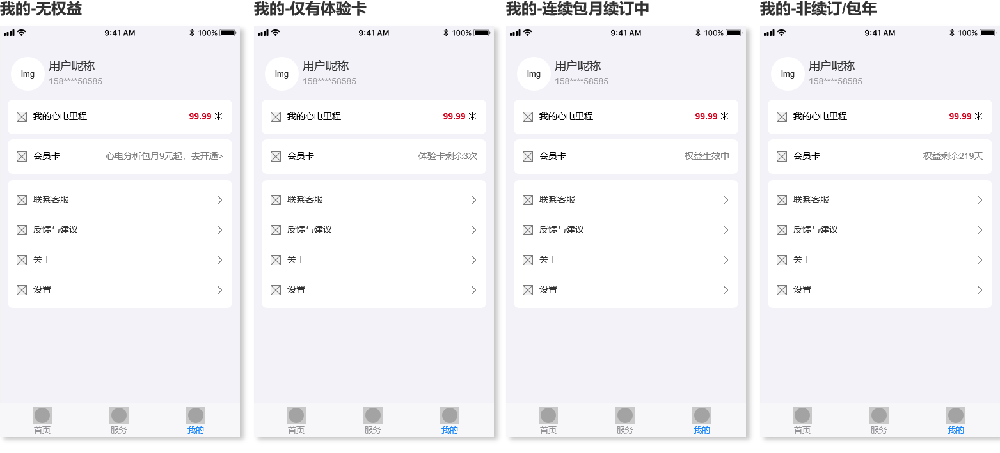 我的-无权益
9:41 AM
100%
img
用户昵称
158****58585
我的心电里程
99.99 米
会员卡
心电分析包月9元起，去开通>
联系客服
反馈与建议
关于
设置
首页
服务
我的
我的-仅有体验卡
9:41 AM
100%
img
用户昵称
158****58585
我的心电里程
99.99 米
会员卡
体验卡剩余3次
联系客服
反馈与建议
关于
设置
首页
服务
我的
我的-连续包月续订中
9:41 AM
100%
img
用户昵称
158****58585
我的心电里程
99.99 米
会员卡
权益生效中
联系客服
反馈与建议
关于
设置
首页
服务
我的
我的-非续订/包年
9:41 AM
100%
img
用户昵称
158****58585
我的心电里程
99.99 米
会员卡
权益剩余219天
联系客服
反馈与建议
关于
设置
首页
服务
我的